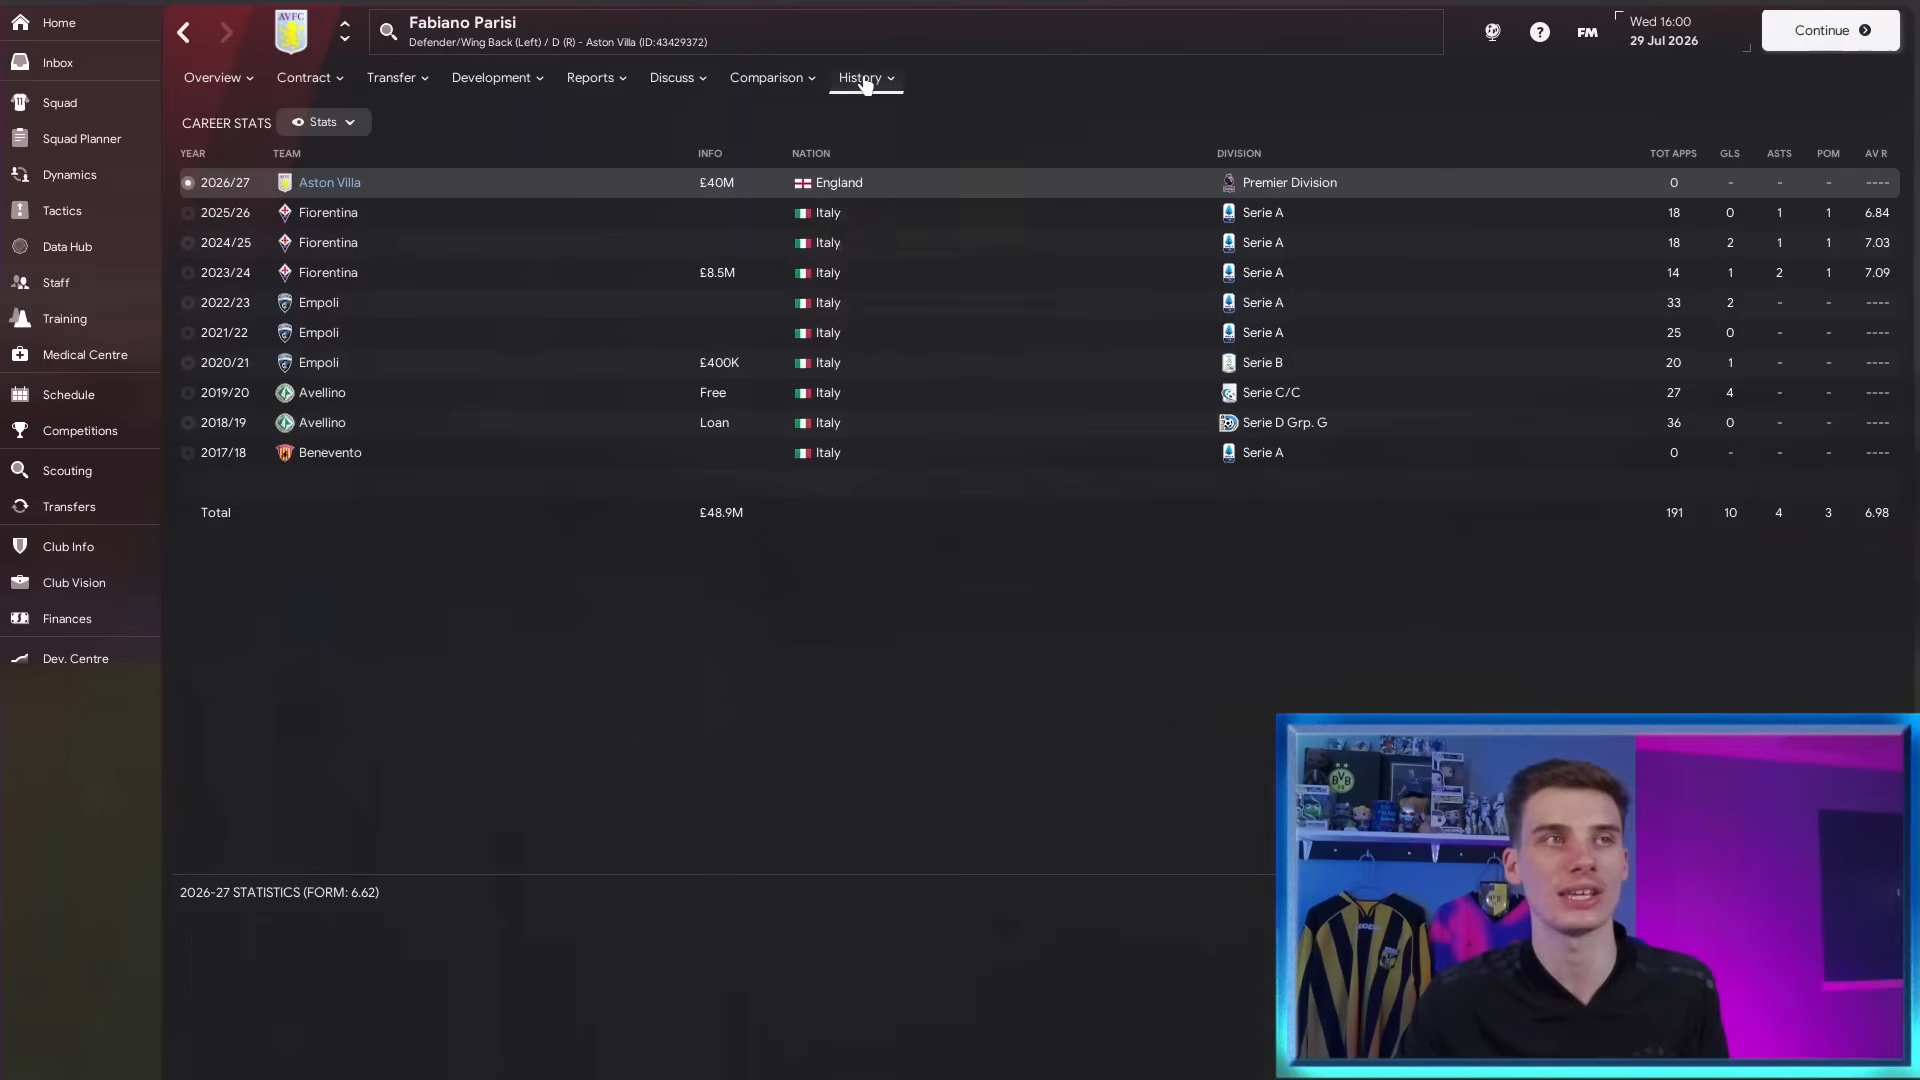 Home
Inbox
Squad
Squad Planner
Dynamics
Tactics
Data Hub
Staff
Training
Medical Centre
Schedule
Competitions
Scouting
Transfers
Club Info
Club Vision
Finances
Dev. Centre
AVFC
Fabiano Parisi
Defender/Wing Back (Left) / D (R) - Aston Villa (ID:43429372)
? FM
Wed 16:00
29 Jul 2026
Continue
Overview Contract Transfer Development Reports Discuss Comparison History
CAREER STATS Stats
YEAR TEAM INFO NATION DIVISION TOT APPS GLS ASTS POM AV R
2026/27 Aston Villa £40M England Premier Division 0 - - - ----
2025/26 Fiorentina Italy Serie A 18 0 1 1 6.84
2024/25 Fiorentina Italy Serie A 18 2 1 1 7.03
2023/24 Fiorentina £8.5M Italy Serie A 14 1 2 1 7.09
2022/23 Empoli Italy Serie A 33 2 - - ----
2021/22 Empoli Italy Serie A 25 0 - - ----
2020/21 Empoli £400K Italy Serie B 20 1 - - ----
2019/20 Avellino Free Italy Serie C/C 27 4 - - ----
2018/19 Avellino Loan Italy Serie D Grp. G 36 0 - - ----
2017/18 Benevento Italy Serie A 0 - - - ----
Total £48.9M 191 10 4 3 6.98
2026-27 STATISTICS (FORM: 6.62)
BVB